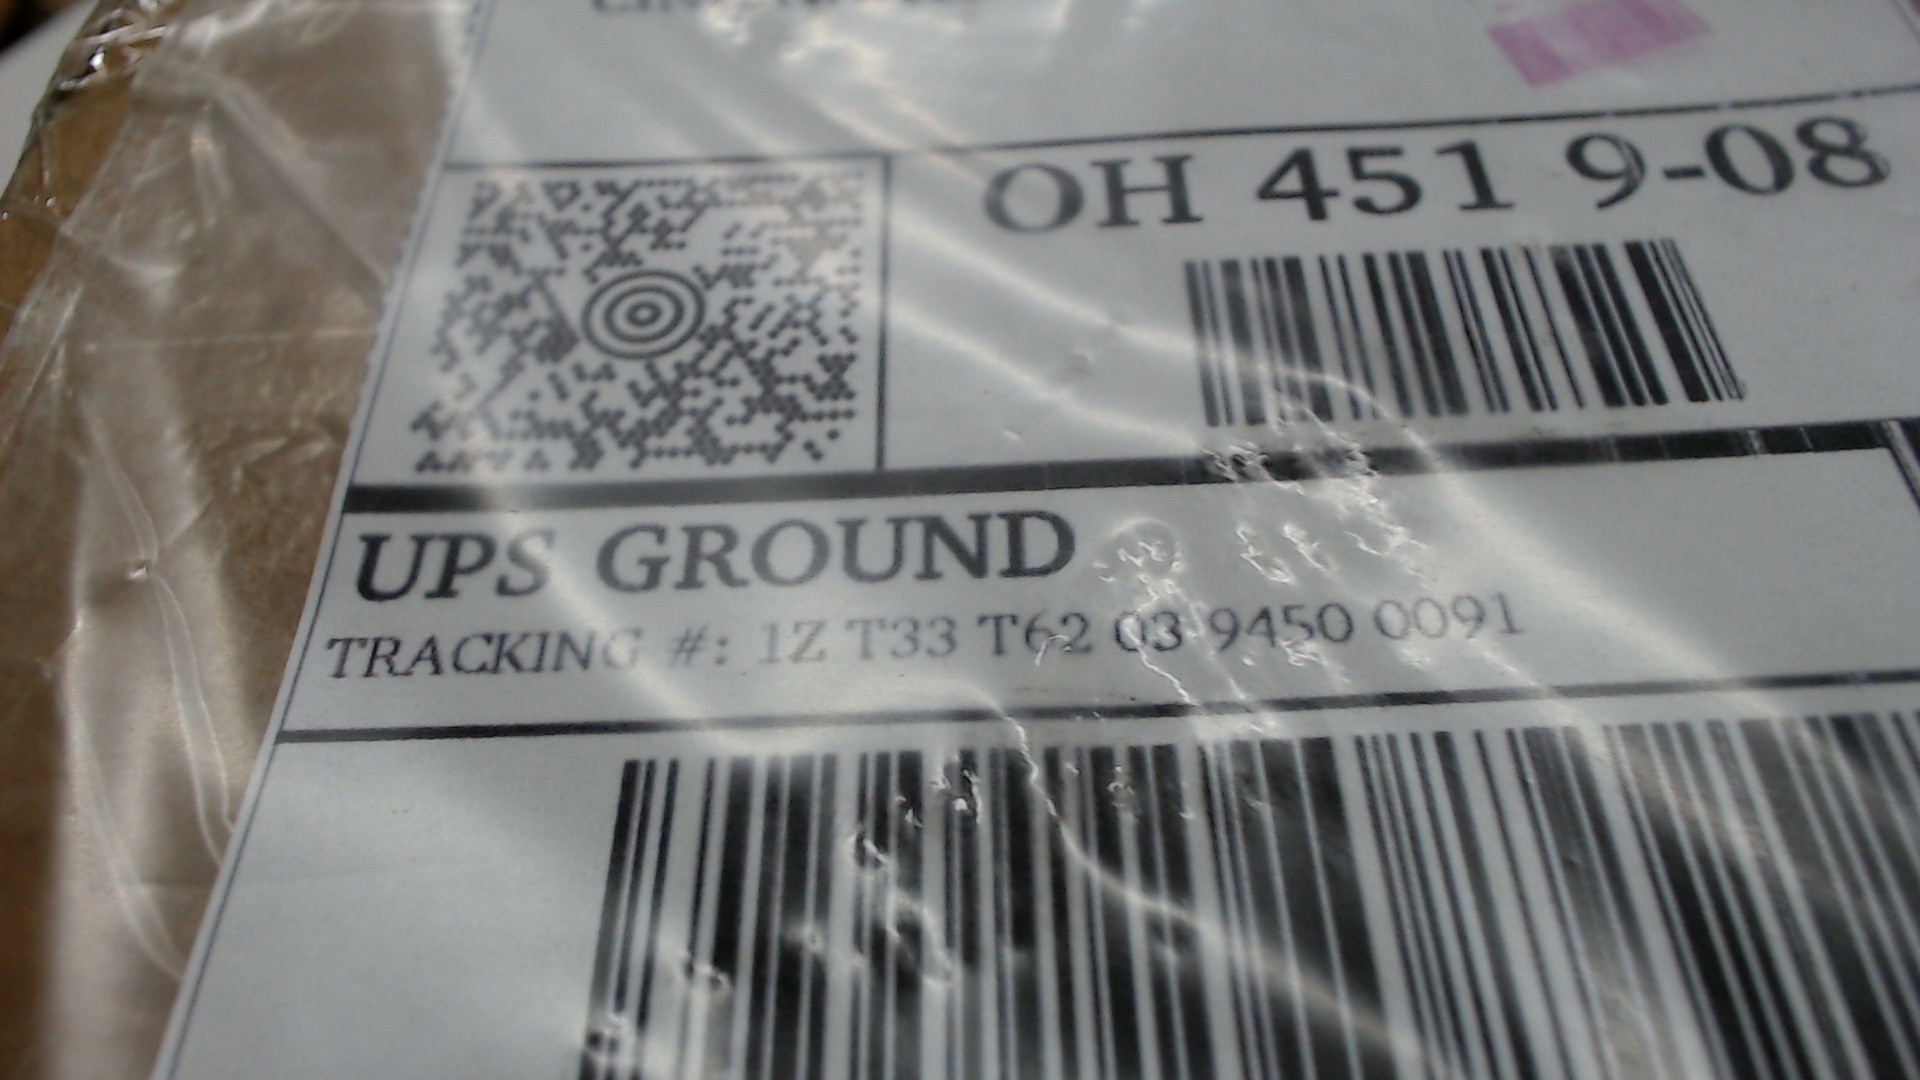 OH 451 9-08
UPS GROUND
TRACKING #: 1Z T33 T62 03 9450 0091